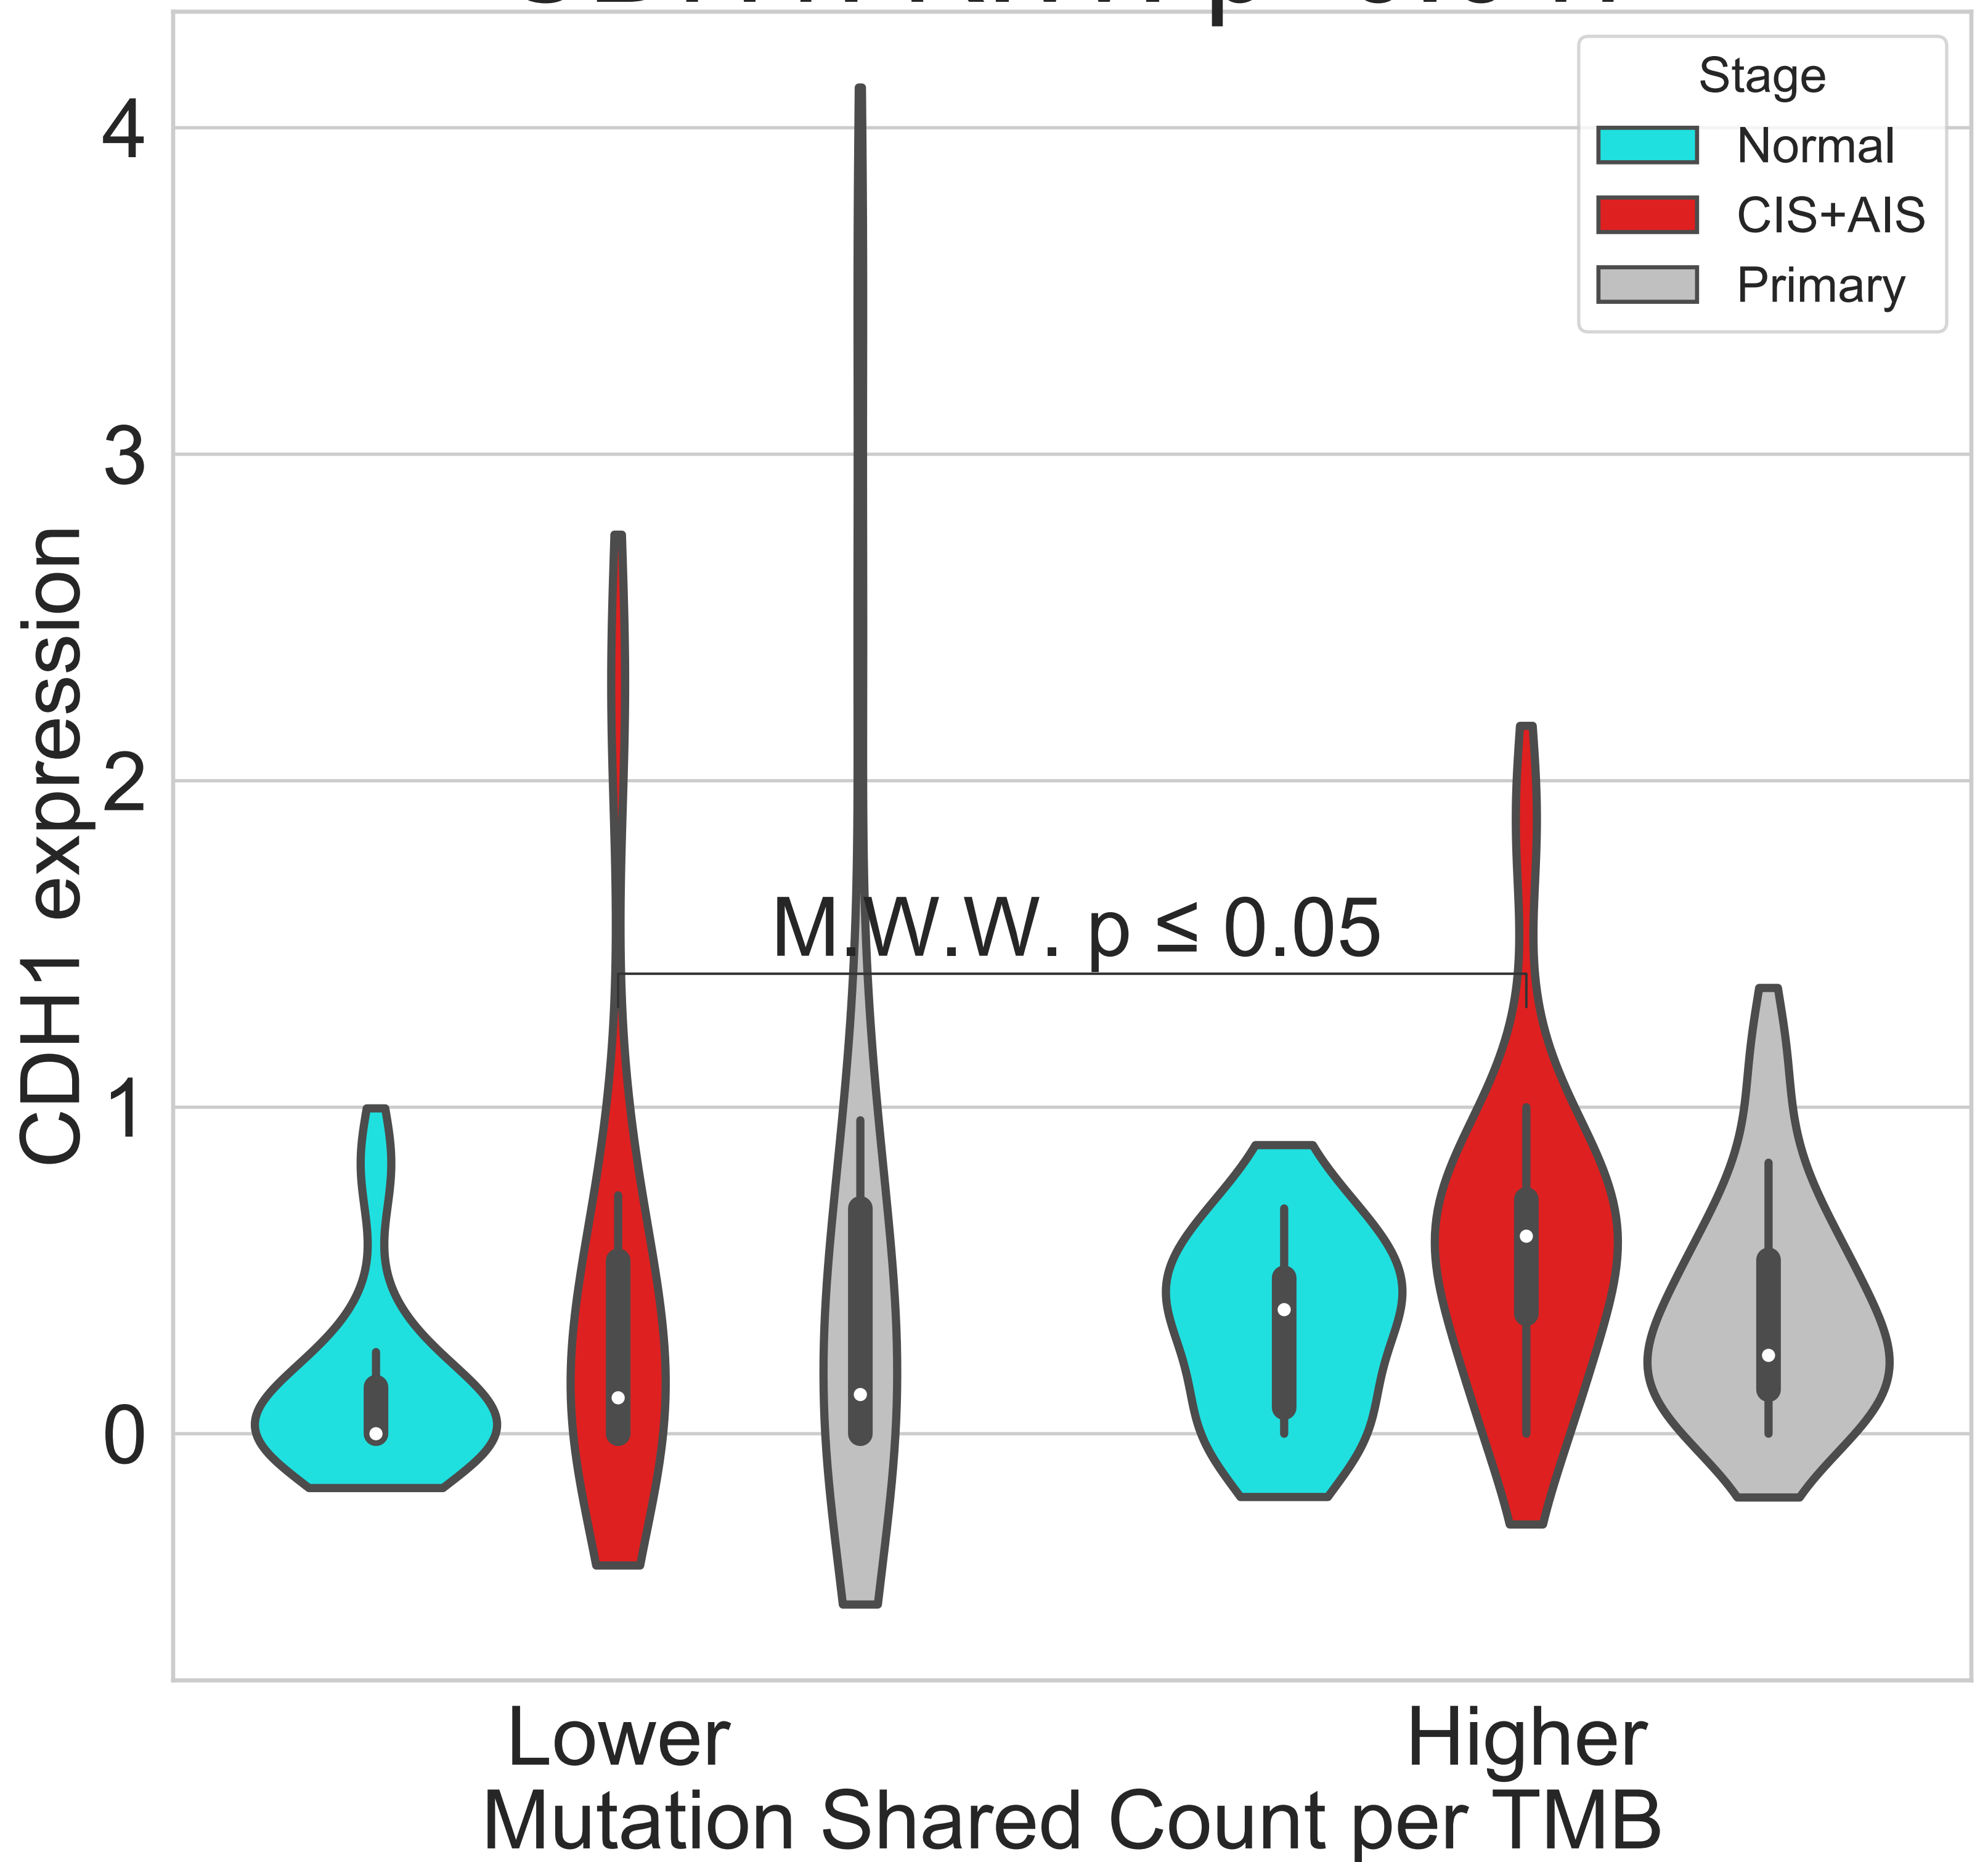 Stage
Normal
CIS+AIS
Primary
4
3
2
1
0
CDH1 expression
M.W.W. p ≤ 0.05
Lower
Higher
Mutation Shared Count per TMB